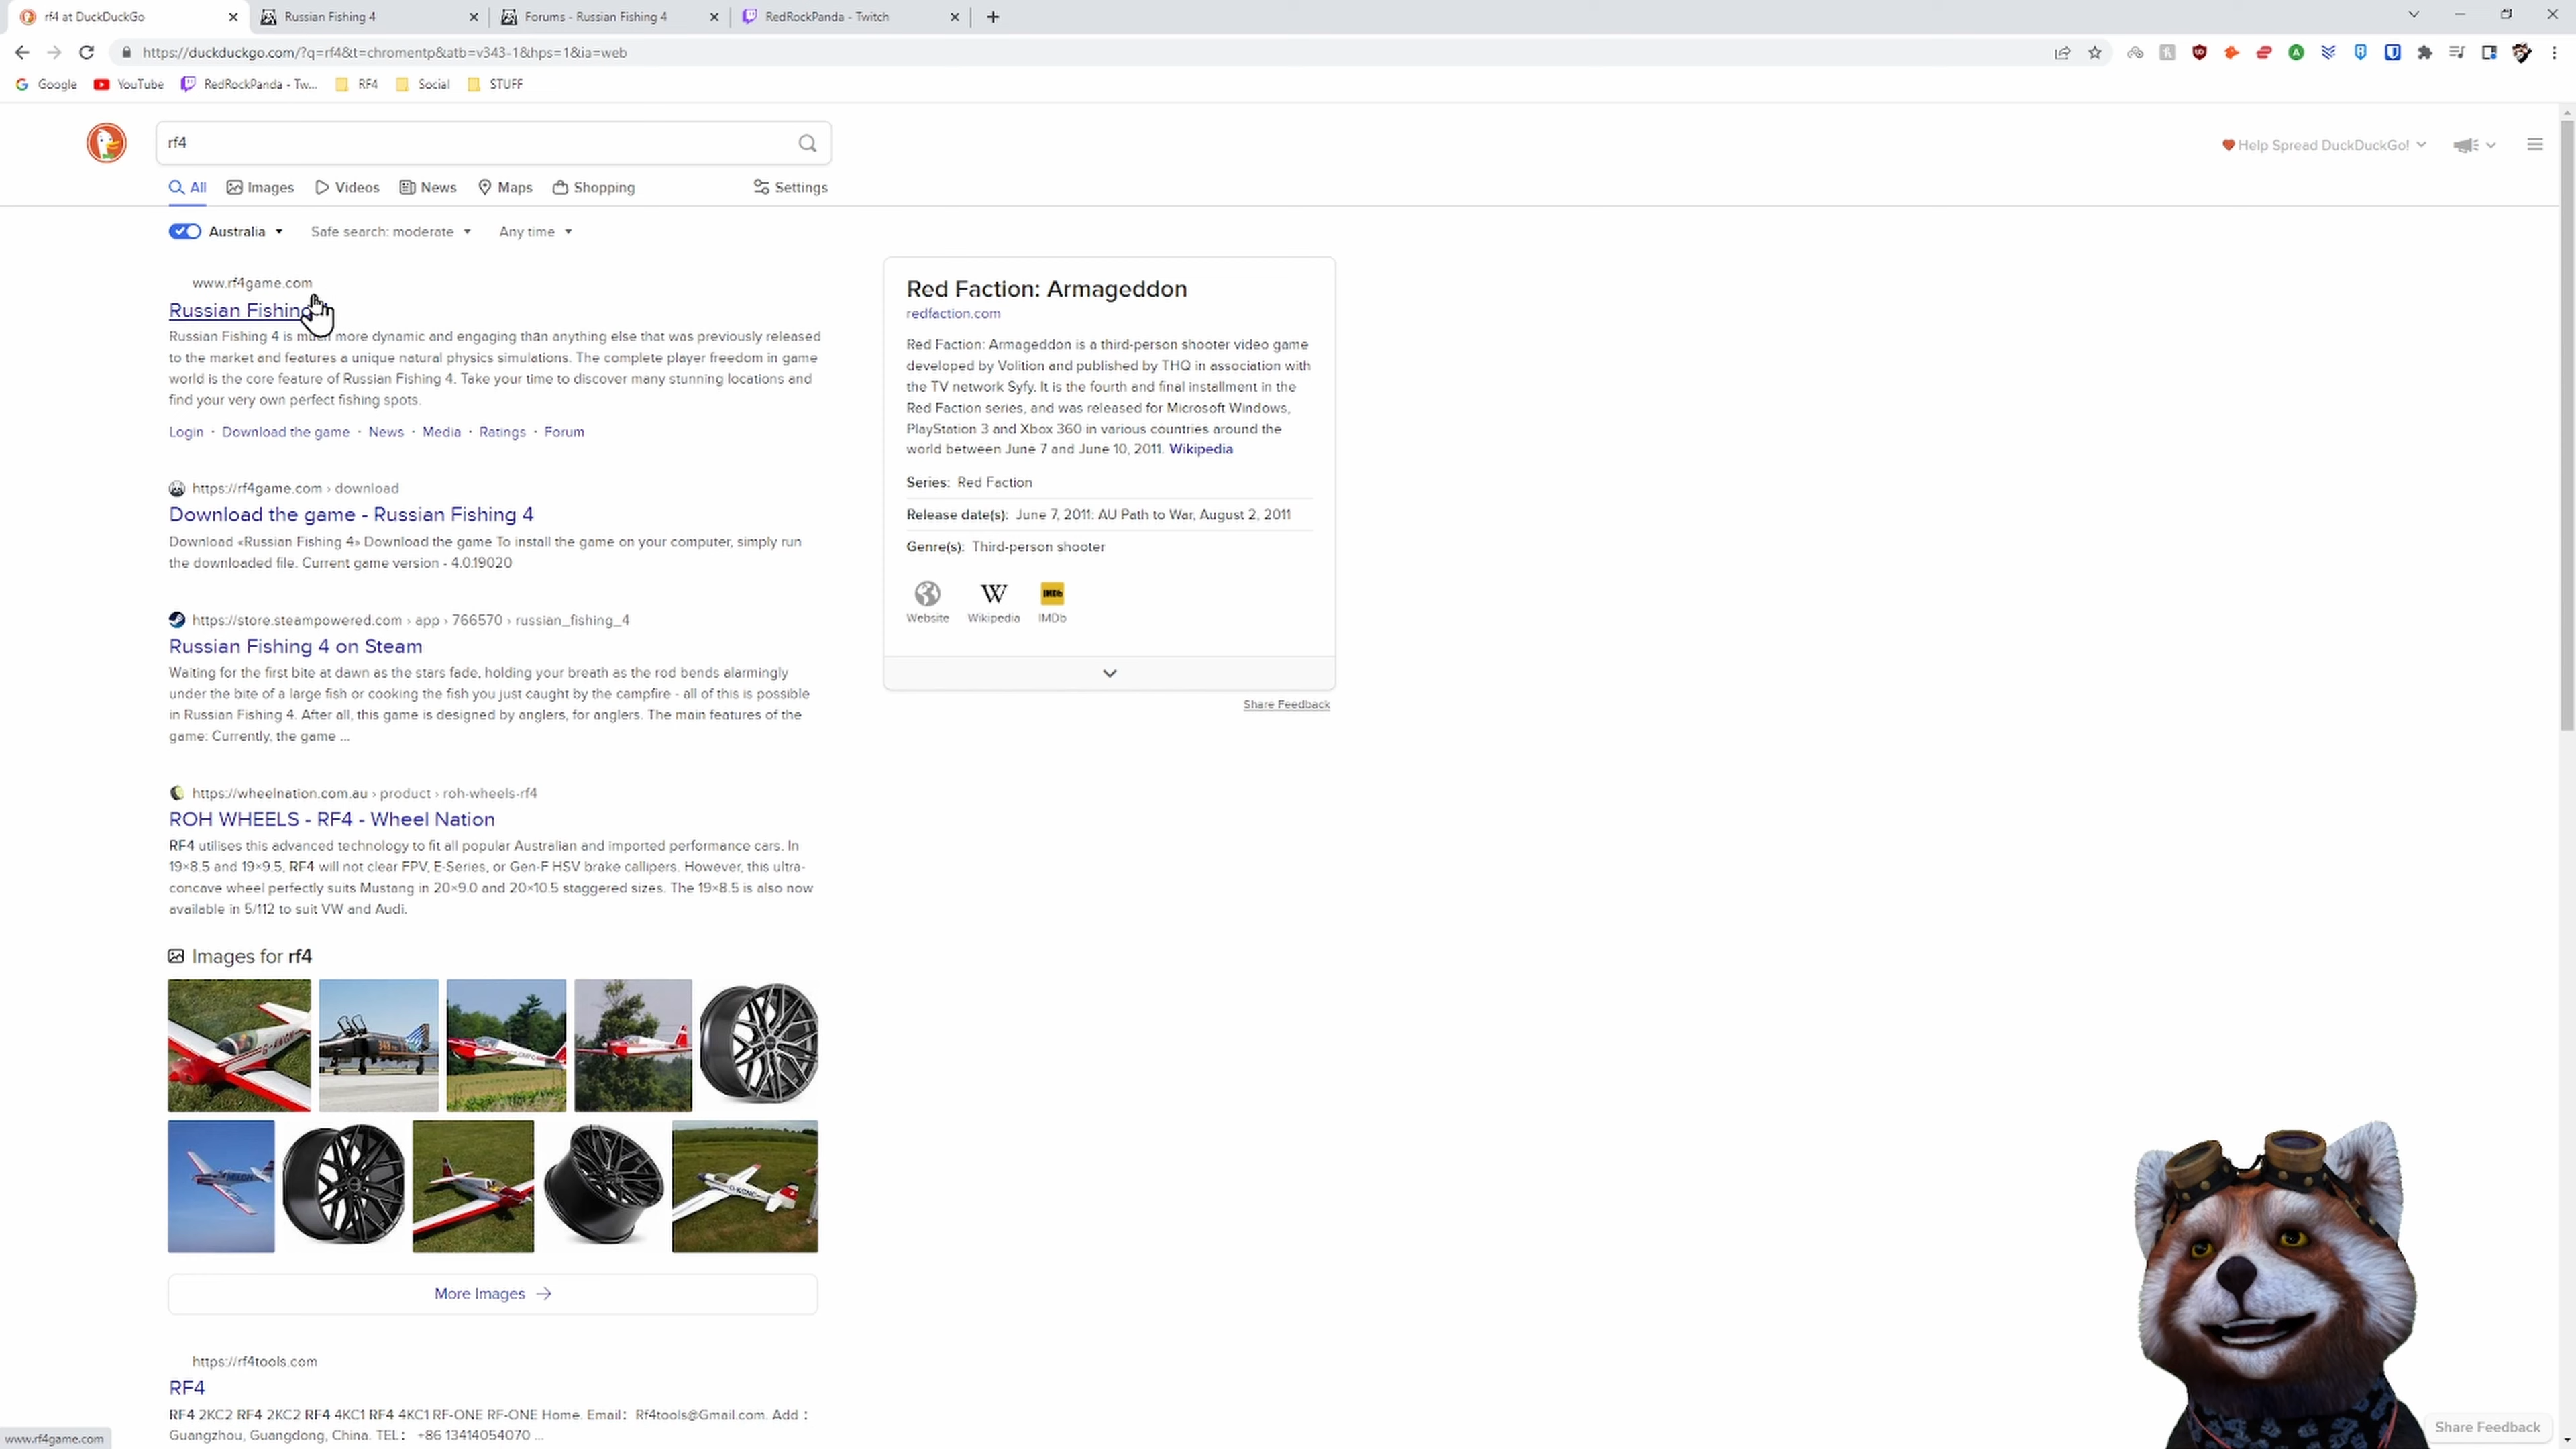 rf4 at DuckDuckGo
Russian Fishing 4
Forums - Russian Fishing 4
RedRockPanda - Twitch
https://duckduckgo.com/?q=rf4&t=chromentp&atb=v343-1&hps=1&ia=web
Google
YouTube
RedRockPanda - Tw...
RF4
Social
STUFF
rf4
Help Spread DuckDuckGo!
All
Images
Videos
News
Maps
Shopping
Settings
Australia
Safe search: moderate
Any time
www.rf4game.com
Russian Fishing
Russian Fishing 4 is much more dynamic and engaging than anything else that was previously released
to the market and features a unique natural physics simulations. The complete player freedom in game
world is the core feature of Russian Fishing 4. Take your time to discover many stunning locations and
find your very own perfect fishing spots.
Login · Download the game · News · Media · Ratings · Forum
https://rf4game.com › download
Download the game - Russian Fishing 4
Download «Russian Fishing 4» Download the game To install the game on your computer, simply run
the downloaded file. Current game version - 4.0.19020
https://store.steampowered.com › app › 766570 › russian_fishing_4
Russian Fishing 4 on Steam
Waiting for the first bite at dawn as the stars fade, holding your breath as the rod bends alarmingly
under the bite of a large fish or cooking the fish you just caught by the campfire - all of this is possible
in Russian Fishing 4. After all, this game is designed by anglers, for anglers. The main features of the
game: Currently, the game ...
https://wheelnation.com.au › product › roh-wheels-rf4
ROH WHEELS - RF4 - Wheel Nation
RF4 utilises this advanced technology to fit all popular Australian and imported performance cars. In
19×8.5 and 19×9.5, RF4 will not clear FPV, E-Series, or Gen-F HSV brake callipers. However, this ultra-
concave wheel perfectly suits Mustang in 20×9.0 and 20×10.5 staggered sizes. The 19×8.5 is also now
available in 5/112 to suit VW and Audi.
Images for rf4
More Images
https://rf4tools.com
RF4
RF4 2KC2 RF4 2KC2 RF4 4KC1 RF4 4KC1 RF-ONE RF-ONE Home. Email： Rf4tools@Gmail.com. Add：
Guangzhou, Guangdong, China. TEL： +86 13414054070 ...
Red Faction: Armageddon
redfaction.com
Red Faction: Armageddon is a third-person shooter video game
developed by Volition and published by THQ in association with
the TV network Syfy. It is the fourth and final installment in the
Red Faction series, and was released for Microsoft Windows,
PlayStation 3 and Xbox 360 in various countries around the
world between June 7 and June 10, 2011. Wikipedia
Series: Red Faction
Release date(s): June 7, 2011: AU Path to War, August 2, 2011
Genre(s): Third-person shooter
W
IMDb
Website
Wikipedia
IMDb
Share Feedback
Share Feedback
www.rf4game.com